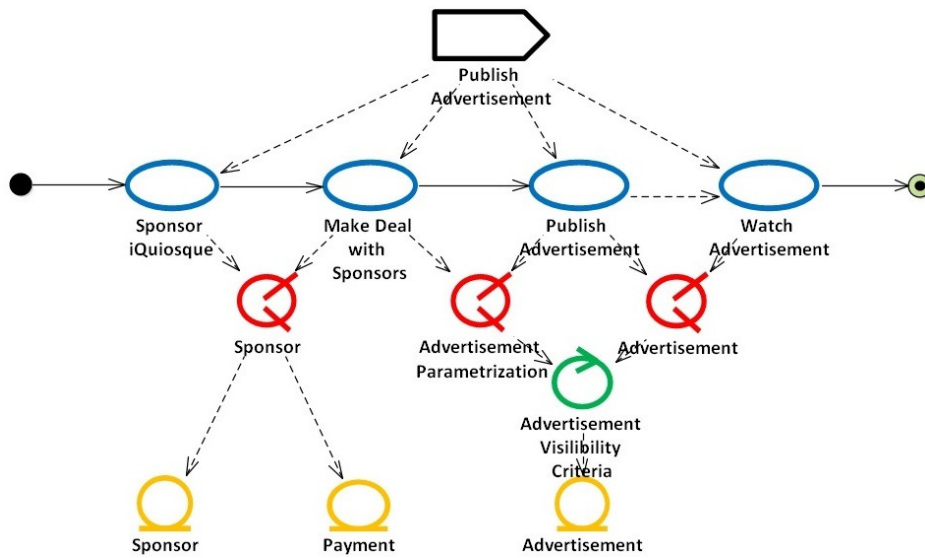 Publish
Advertisement
Sponsor
iQuiosque
Make Deal
with
Sponsors
Publish
Advertisement
Watch
Advertisement
Sponsor
Advertisement
Parametrization
Advertisement
Advertisement
Visilibility
Criteria
Sponsor
Payment
Advertisement